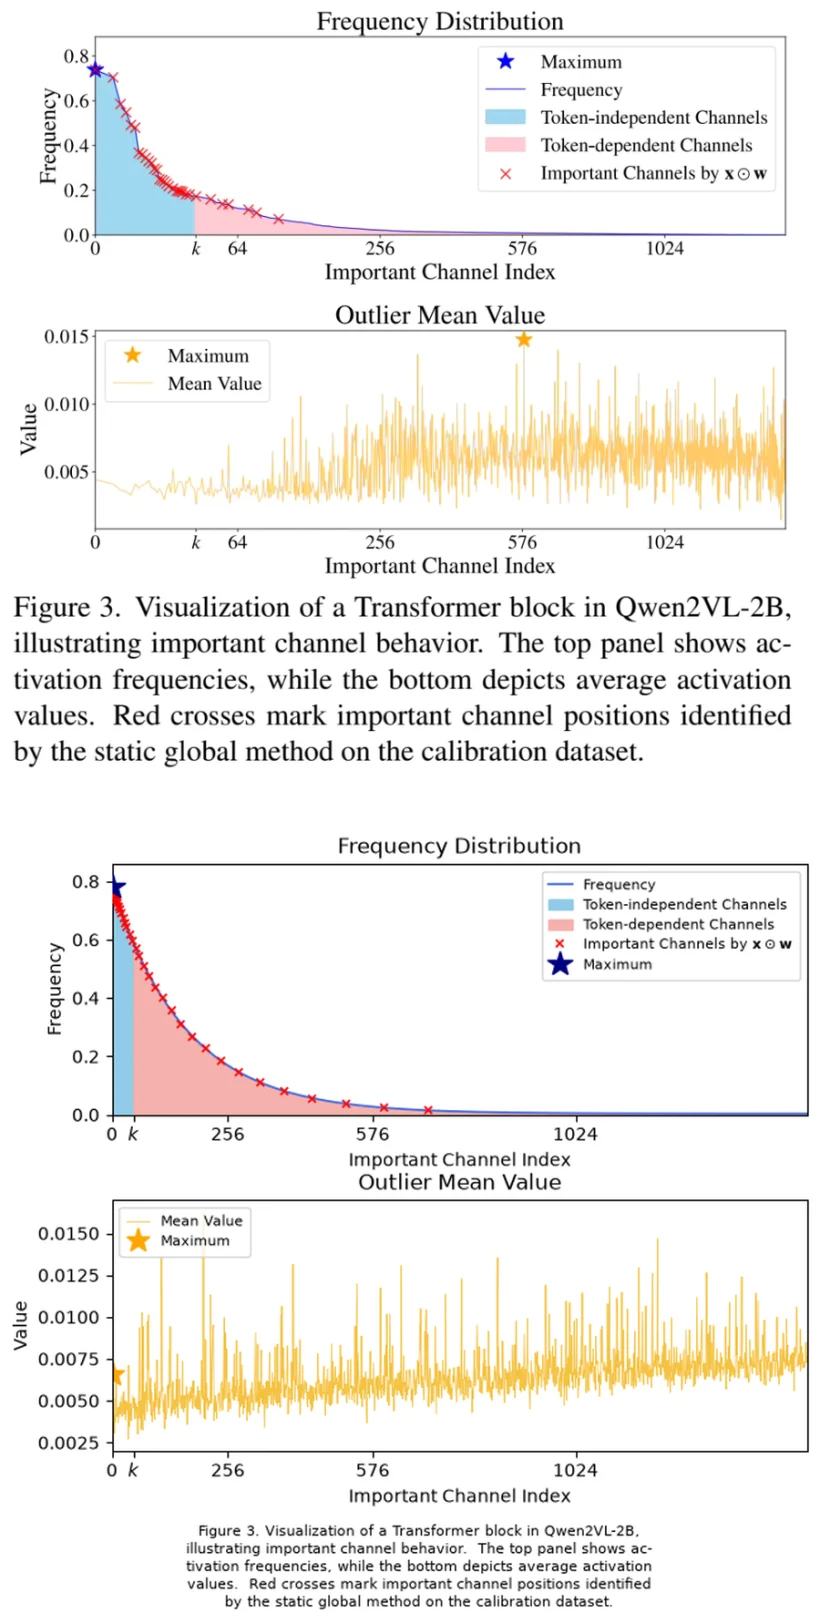 Frequency Distribution
0.8
0.6
0.4
0.2
0.0
Frequency
Maximum
Frequency
Token-independent Channels
Token-dependent Channels
Important Channels by x ⊙ w
0 k 64 256 576 1024
Important Channel Index
Outlier Mean Value
0.015
0.010
0.005
Value
Maximum
Mean Value
0 k 64 256 576 1024
Important Channel Index
Figure 3. Visualization of a Transformer block in Qwen2VL-2B,
illustrating important channel behavior. The top panel shows ac-
tivation frequencies, while the bottom depicts average activation
values. Red crosses mark important channel positions identified
by the static global method on the calibration dataset.
Frequency Distribution
0.8
0.6
0.4
0.2
0.0
Frequency
Frequency
Token-independent Channels
Token-dependent Channels
Important Channels by x ⊙ w
Maximum
0 k 256 576 1024
Important Channel Index
Outlier Mean Value
0.0150
0.0125
0.0100
0.0075
0.0050
0.0025
Value
Mean Value
Maximum
0 k 256 576 1024
Important Channel Index
Figure 3. Visualization of a Transformer block in Qwen2VL-2B,
illustrating important channel behavior. The top panel shows ac-
tivation frequencies, while the bottom depicts average activation
values. Red crosses mark important channel positions identified
by the static global method on the calibration dataset.